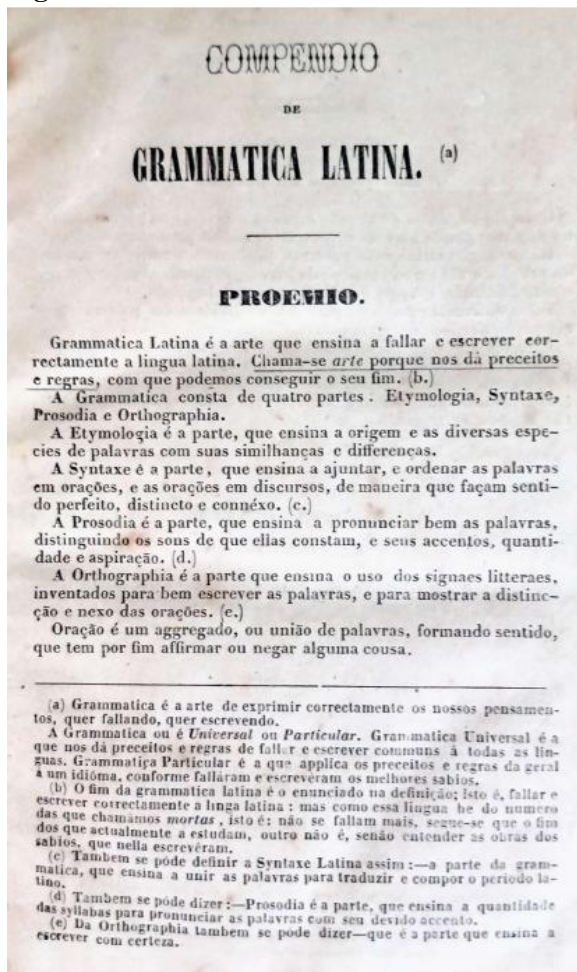 COMPENDIO
DE
GRAMMATICA LATINA. (a)
PROEMIO.
Grammatica Latina é a arte que ensina a fallar e escrever cor-
rectamente a lingua latina. Chama-se arte porque nos dá preceitos
e regras, com que podemos conseguir o seu fim. (b.)
A Grammatica consta de quatro partes. Etymologia, Syntaxe,
Prosodia e Orthographia.
A Etymologia é a parte, que ensina a origem e as diversas espe-
cies de palavras com suas similhanças e differenças.
A Syntaxe é a parte, que ensina a ajuntar, e ordenar as palavras
em orações, e as orações em discursos, de maneira que façam senti-
do perfeito, distincto e connéxo. (c.)
A Prosodia é a parte, que ensina a pronunciar bem as palavras,
distinguindo os sons de que ellas constam, e seus accentos, quanti-
dade e aspiração. (d.)
A Orthographia é a parte que ensina o uso dos signaes litteraes,
inventados para bem escrever as palavras, e para mostrar a distinc-
ção e nexo das orações. (e.)
Oração é um aggregado, ou união de palavras, formando sentido,
que tem por fim affirmar ou negar alguma cousa.
(a) Grammatica é a arte de exprimir correctamente os nossos pensamen-
tos, quer fallando, quer escrevendo.
A Grammatica ou é Universal ou Particular. Grammatica Universal é a
que nos dá preceitos e regras de fallar e escrever communs á todas as lin-
guas. Grammatiça Particular é a que applica os preceitos e regras da geral
á um idiôma, conforme fallaram e escreveram os melhores sabios.
(b) O fim da grammatica latina é o enunciado na definição; isto é, fallar e
escrever correctamente a linga latina: mas como essa lingua he do numero
das que chamâmos mortas, isto é: não se fallam mais, segue-se que o fim
dos que actualmente a estudam, outro não é, senão entender as obras dos
sabios, que nella escrevêram.
(c) Tambem se póde definir a Syntaxe Latina assim:—a parte da gram-
matica, que ensina a unir as palavras para traduzir e compor o periodo la-
tino.
(d) Tambem se póde dizer:—Prosodia é a parte, que ensina a quantidade
das syllabas para pronunciar as palavras com seu devido accento.
(e) Da Orthographia tambem se pode dizer—que é a parte que ensina a
escrever com certeza.